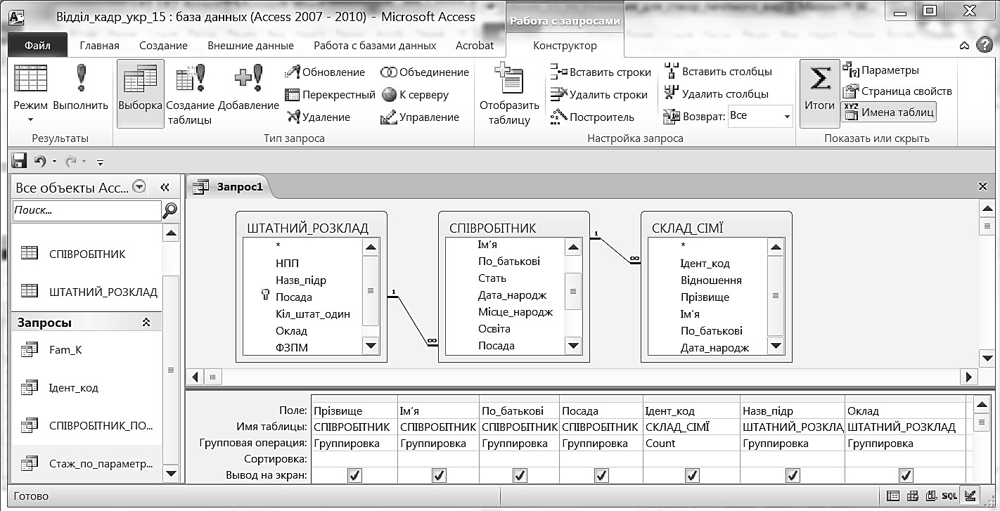 Відділ_кадр_укр_15 : база данных (Access 2007 - 2010) - Microsoft Access
Работа с запросами
Файл Главная Создание Внешние данные Работа с базами данных Acrobat Конструктор
Режим
Выполнить
Результаты
Выборка
Создание таблицы
Добавление
Обновление
Перекрестный
Удаление
Объединение
К серверу
Управление
Тип запроса
Отобразить таблицу
Вставить строки
Удалить строки
Построитель
Вставить столбцы
Удалить столбцы
Возврат: Все
Настройка запроса
Итоги
Параметры
Страница свойств
Имена таблиц
Показать или скрыть
Все объекты Acc...
Поиск...
СПІВРОБІТНИК
ШТАТНИЙ_РОЗКЛАД
Запросы
Fam_К
Ідент_код
СПІВРОБІТНИК_ПО...
Стаж_по_параметр...
Запрос1
ШТАТНИЙ_РОЗКЛАД
*
НПП
Назв_підр
Посада
Кіл_штат_один
Оклад
ФЗПМ
1
∞
СПІВРОБІТНИК
Ім’я
По_батькові
Стать
Дата_народж
Місце_народж
Освіта
Посада
1
∞
СКЛАД_СІМЇ
*
Ідент_код
Відношення
Прізвище
Ім’я
По_батькові
Дата_народж
Поле: Прізвище Ім’я По_батькові Посада Ідент_код Назв_підр Оклад
Имя таблицы: СПІВРОБІТНИК СПІВРОБІТНИК СПІВРОБІТНИК СПІВРОБІТНИК СКЛАД_СІМЇ ШТАТНИЙ_РОЗКЛА ШТАТНИЙ_РОЗКЛАД
Групповая операция: Группировка Группировка Группировка Группировка Count Группировка Группировка
Сортировка:
Вывод на экран:
Готово
SQL